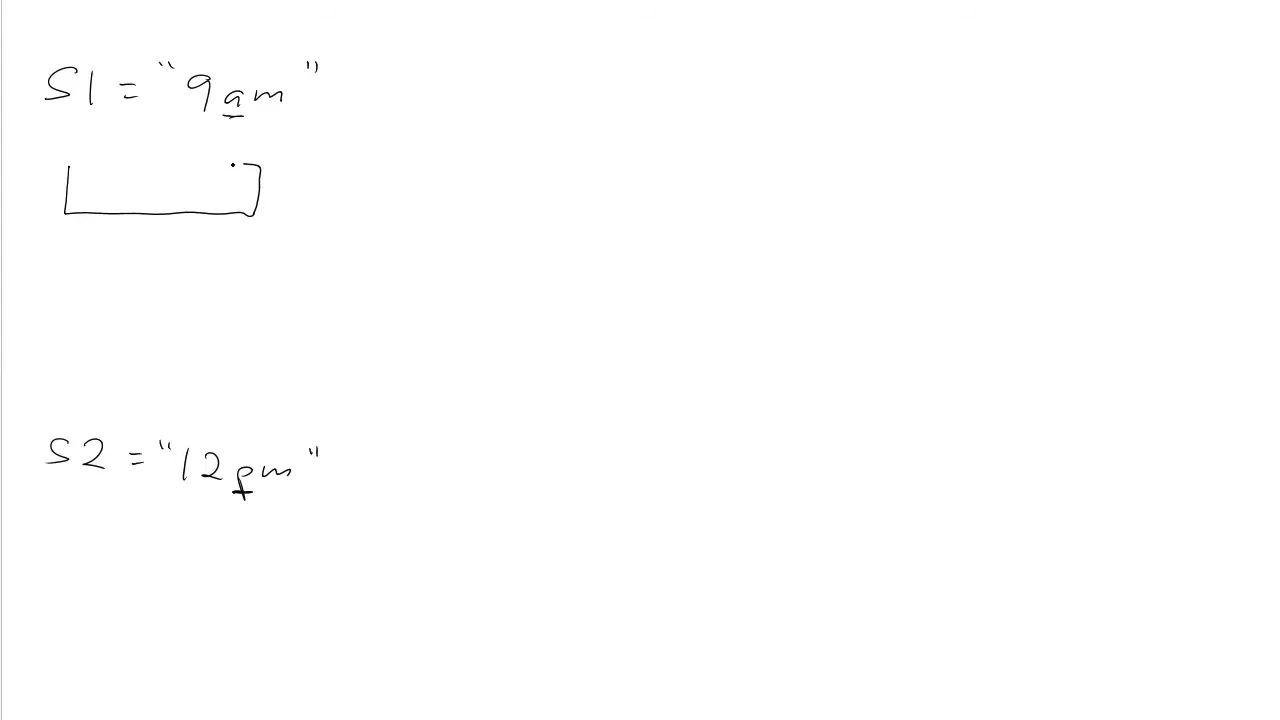 S1 = "9am"
S2 = "12pm"